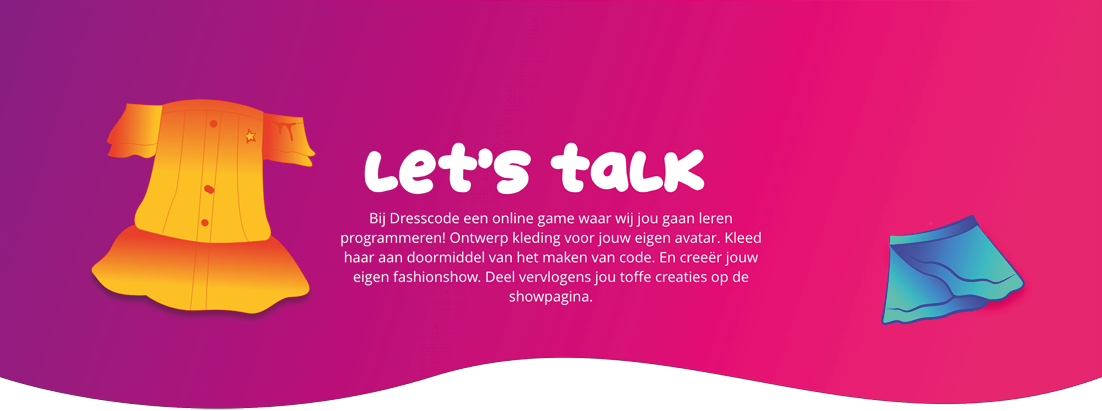 Let's talk
Bij Dresscode een online game waar wij jou gaan leren
programmeren! Ontwerp kleding voor jouw eigen avatar. Kleed
haar aan doormiddel van het maken van code. En creeër jouw
eigen fashionshow. Deel vervlogens jou toffe creaties op de
showpagina.